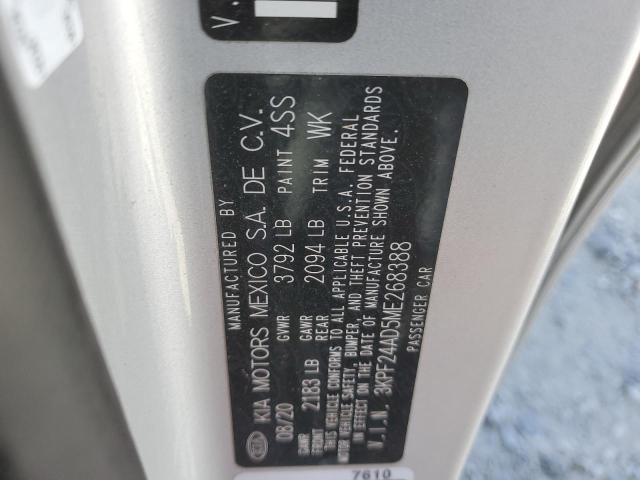 V.
MANUFACTURED BY
KIA KIA MOTORS MEXICO S.A. DE C.V.
08/20 GVWR 3792 LB PAINT 4SS
GAWR FRONT 2183 LB GAWR REAR 2094 LB TRIM WK
THIS VEHICLE CONFORMS TO ALL APPLICABLE U.S.A. FEDERAL
MOTOR VEHICLE SAFETY, BUMPER, AND THEFT PREVENTION STANDARDS
IN EFFECT ON THE DATE OF MANUFACTURE SHOWN ABOVE.
V.I.N. 3KPF24AD5ME268388
PASSENGER CAR
7610